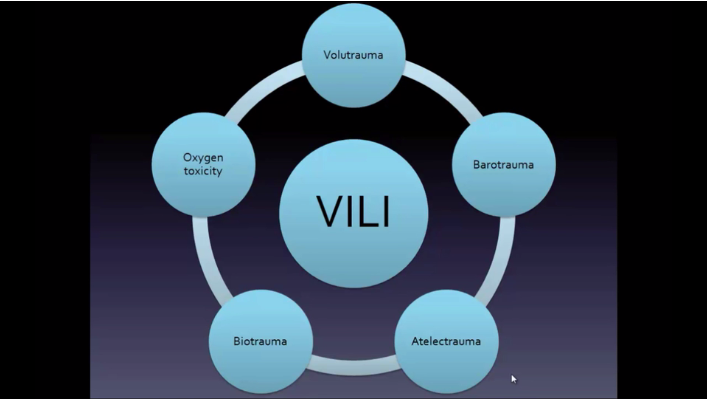 Volutrauma
Oxygen
toxicity
Barotrauma
VILI
Biotrauma
Atelectrauma